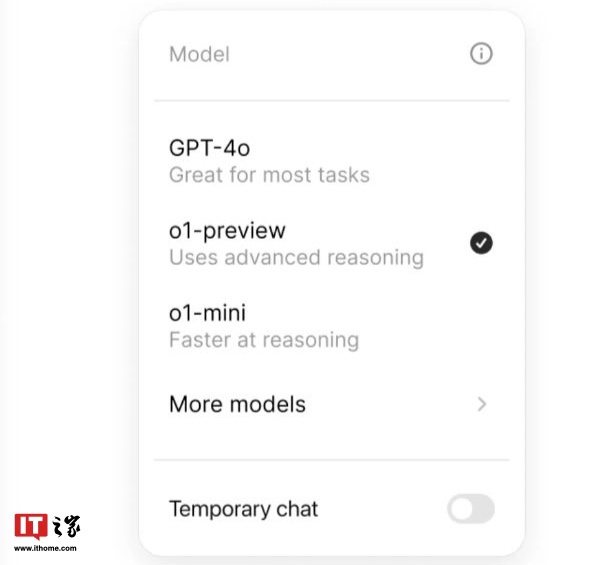 Model
GPT-4o
Great for most tasks
o1-preview
Uses advanced reasoning
o1-mini
Faster at reasoning
More models
Temporary chat
IT之家
www.ithome.com